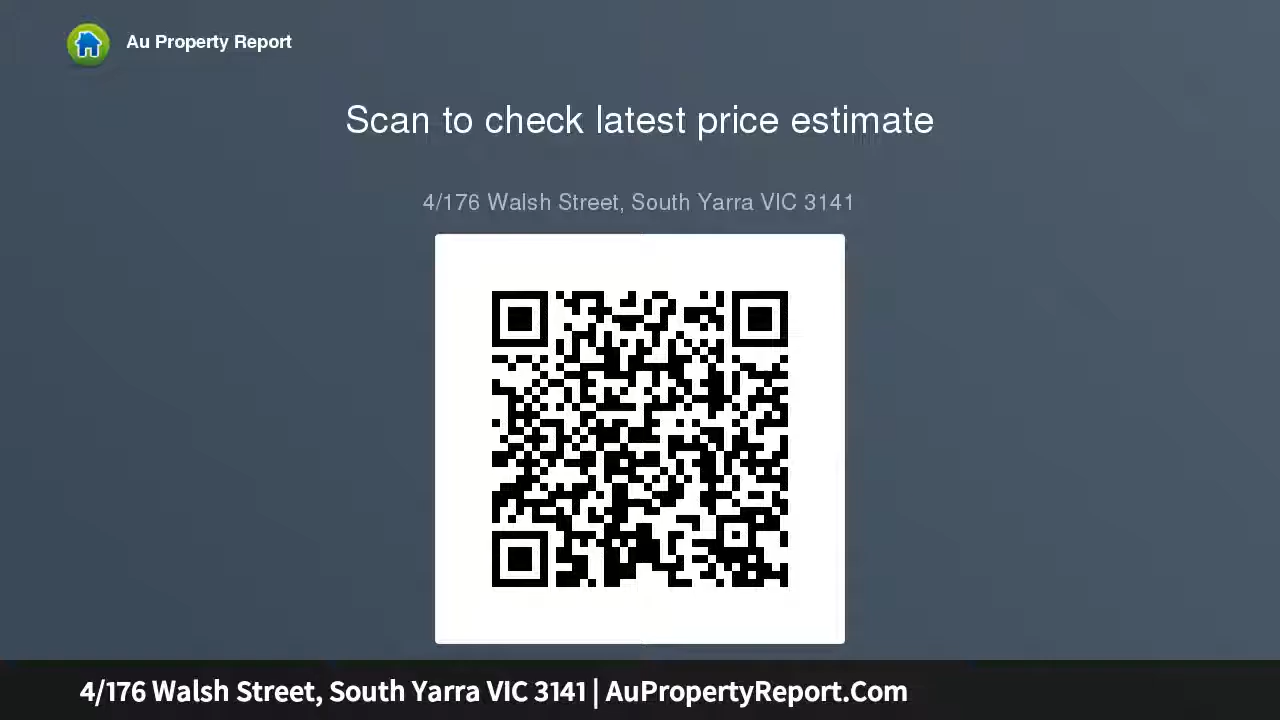 Au Property Report
Scan to check latest price estimate
4/176 Walsh Street, South Yarra VIC 3141
4/176 Walsh Street, South Yarra VIC 3141 | AuPropertyReport.Com